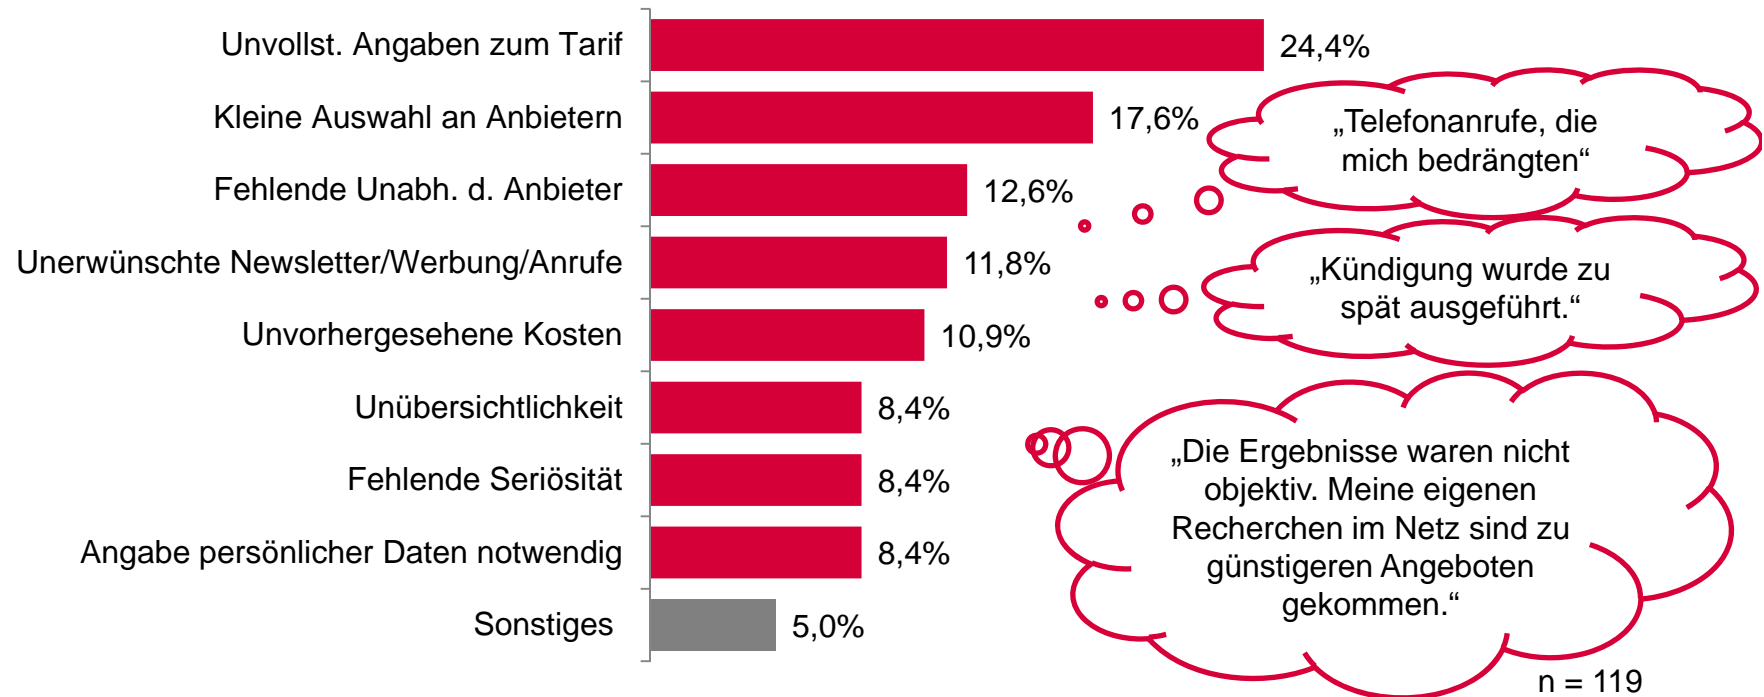 Unvollst. Angaben zum Tarif
24,4%
Kleine Auswahl an Anbietern
17,6%
Fehlende Unabh. d. Anbieter
12,6%
Unerwünschte Newsletter/Werbung/Anrufe
11,8%
Unvorhergesehene Kosten
10,9%
Unübersichtlichkeit
8,4%
Fehlende Seriösität
8,4%
Angabe persönlicher Daten notwendig
8,4%
Sonstiges
5,0%
„Telefonanrufe, die
mich bedrängten“
„Kündigung wurde zu
spät ausgeführt.“
„Die Ergebnisse waren nicht
objektiv. Meine eigenen
Recherchen im Netz sind zu
günstigeren Angeboten
gekommen.“
n = 119